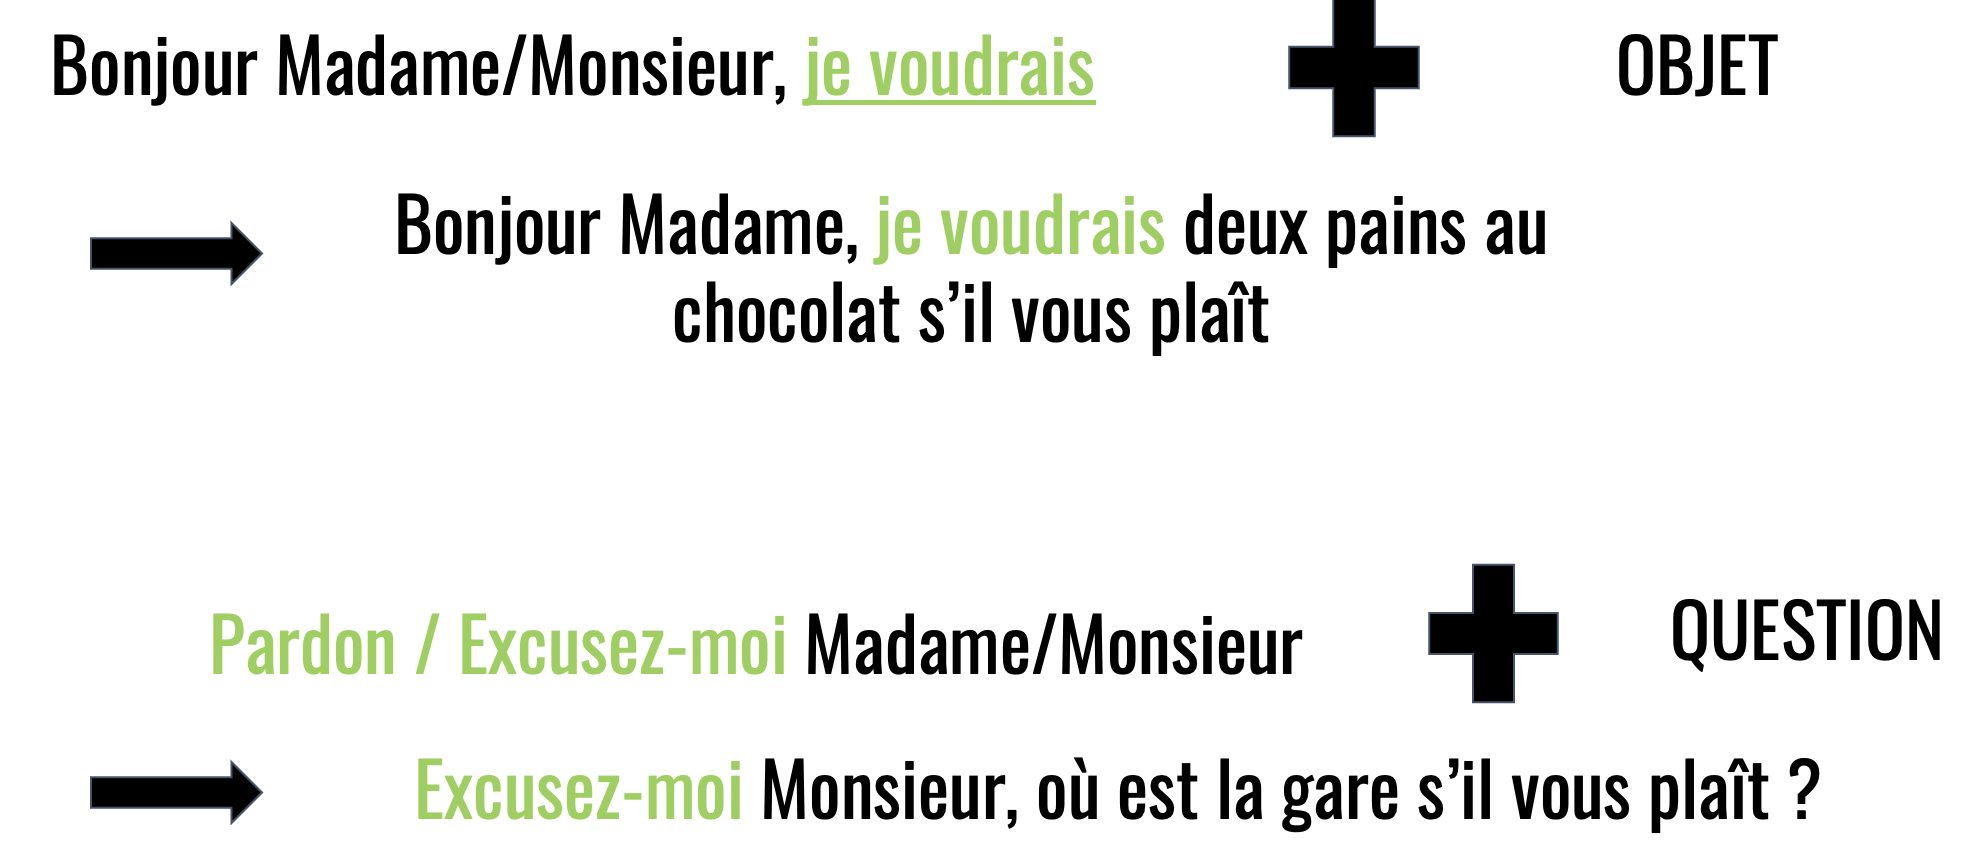 Bonjour Madame/Monsieur, je voudrais OBJET
Bonjour Madame, je voudrais deux pains au
chocolat s’il vous plaît
Pardon / Excusez-moi Madame/Monsieur QUESTION
Excusez-moi Monsieur, où est la gare s’il vous plaît ?